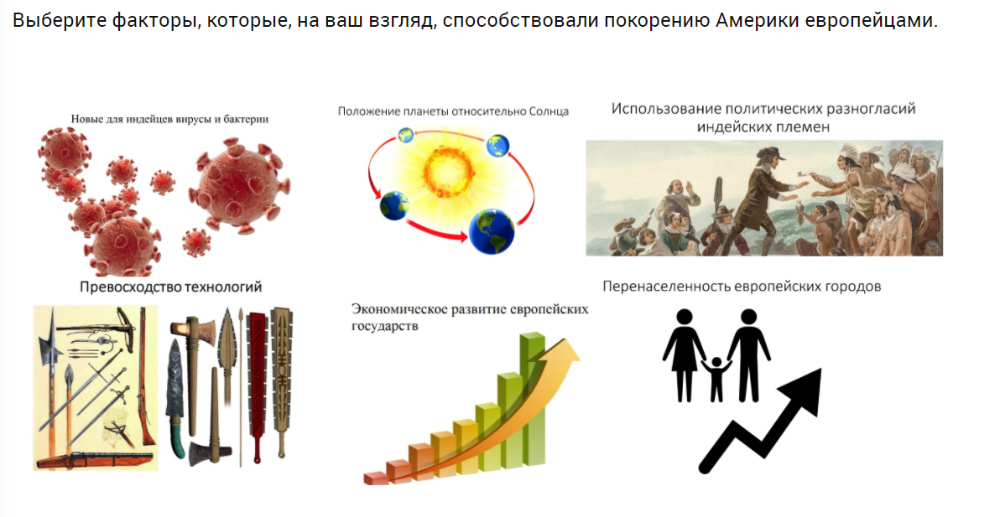 Выберите факторы, которые, на ваш взгляд, способствовали покорению Америки европейцами.
Новые для индейцев вирусы и бактерии
Положение планеты относительно Солнца
Использование политических разногласий
индейских племен
Превосходство технологий
Экономическое развитие европейских
государств
Перенаселенность европейских городов